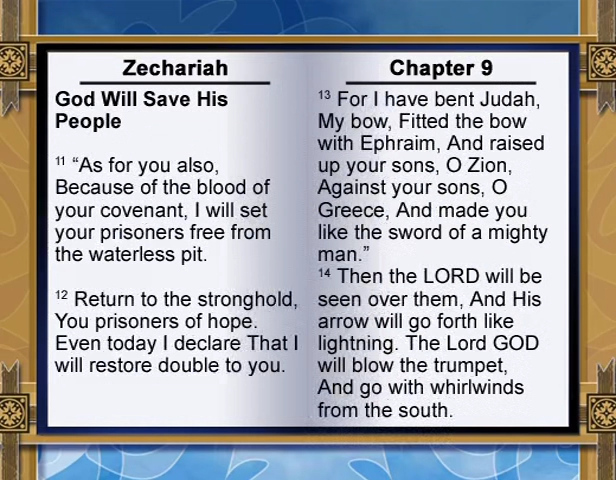 Zechariah
God Will Save His
People
11 “As for you also,
Because of the blood of
your covenant, I will set
your prisoners free from
the waterless pit.
12 Return to the stronghold,
You prisoners of hope.
Even today I declare That I
will restore double to you.
Chapter 9
13 For I have bent Judah,
My bow, Fitted the bow
with Ephraim, And raised
up your sons, O Zion,
Against your sons, O
Greece, And made you
like the sword of a mighty
man.”
14 Then the LORD will be
seen over them, And His
arrow will go forth like
lightning. The Lord GOD
will blow the trumpet,
And go with whirlwinds
from the south.